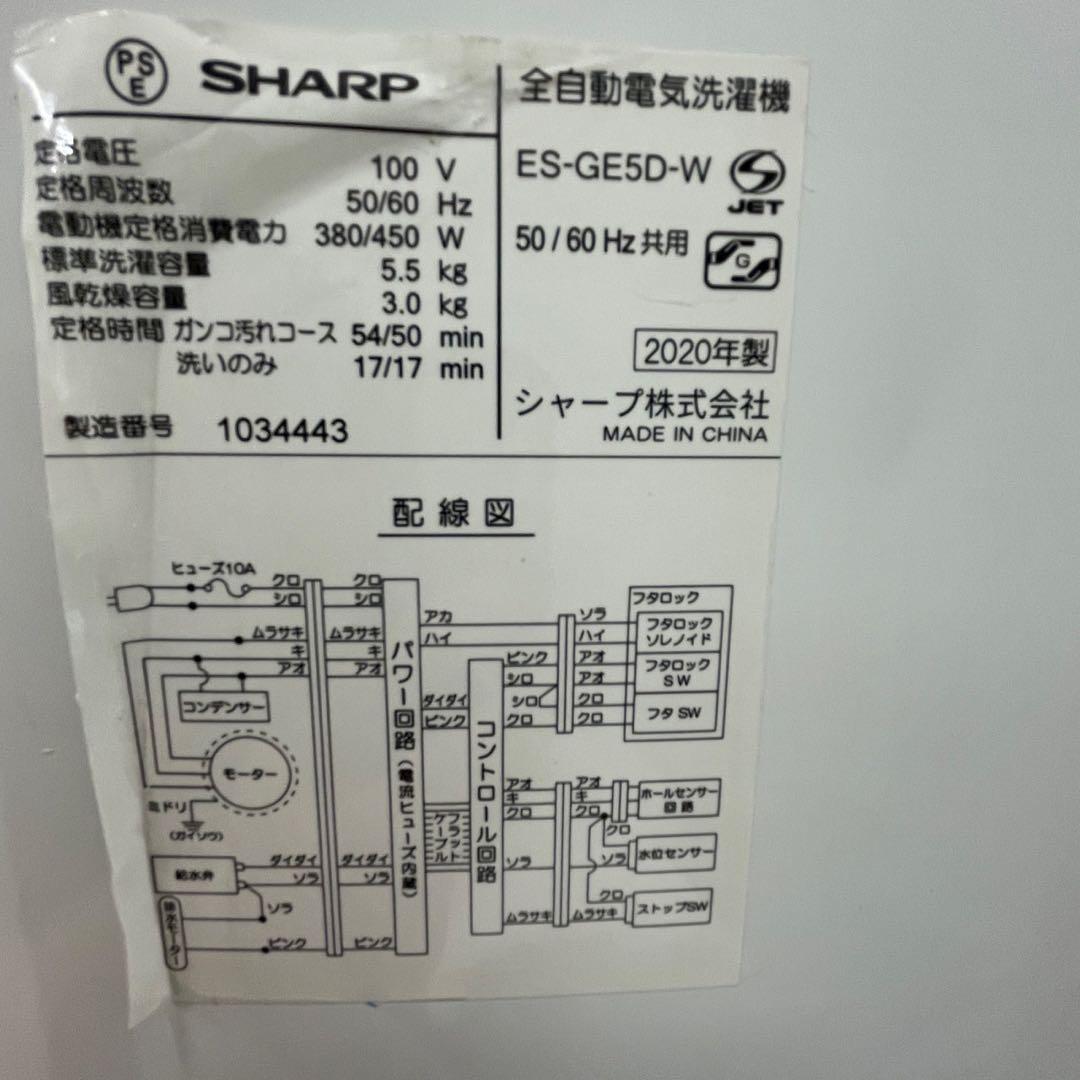 PSE SHARP
定格電圧 100 V
定格周波数 50/60 Hz
電動機定格消費電力 380/450 W
標準洗濯容量 5.5 kg
風乾燥容量 3.0 kg
定格時間 ガンコ汚れコース 54/50 min
洗いのみ 17/17 min
製造番号 1034443
全自動電気洗濯機
ES-GE5D-W
S JET
50/60 Hz共用
G
2020年製
シャープ株式会社
MADE IN CHINA
配線図
ヒューズ10A
クロ クロ
シロ シロ
ムラサキ ムラサキ
キ キ
アオ アオ
コンデンサー
モーター
ミドリ
(ガイソウ)
給水弁
ダイダイ ダイダイ
ソラ ソラ
ソラ
排水モーター
ピンク ピンク
パワー回路(電流ヒューズ内蔵)
アカ
ハイ
ダイダイ
ピンク
フラットケーブル
コントロール回路
ピンク
シロ
シロ
クロ
ソラ
ハイ
アオ
アオ
クロ
クロ
フタロック
フタロック
ソレノイド
フタロック
SW
フタSW
アオ アオ
キ キ
クロ クロ
クロ
ホールセンサー
回路
ソラ ソラ
水位センサー
クロ
ムラサキ ムラサキ
ストップSW